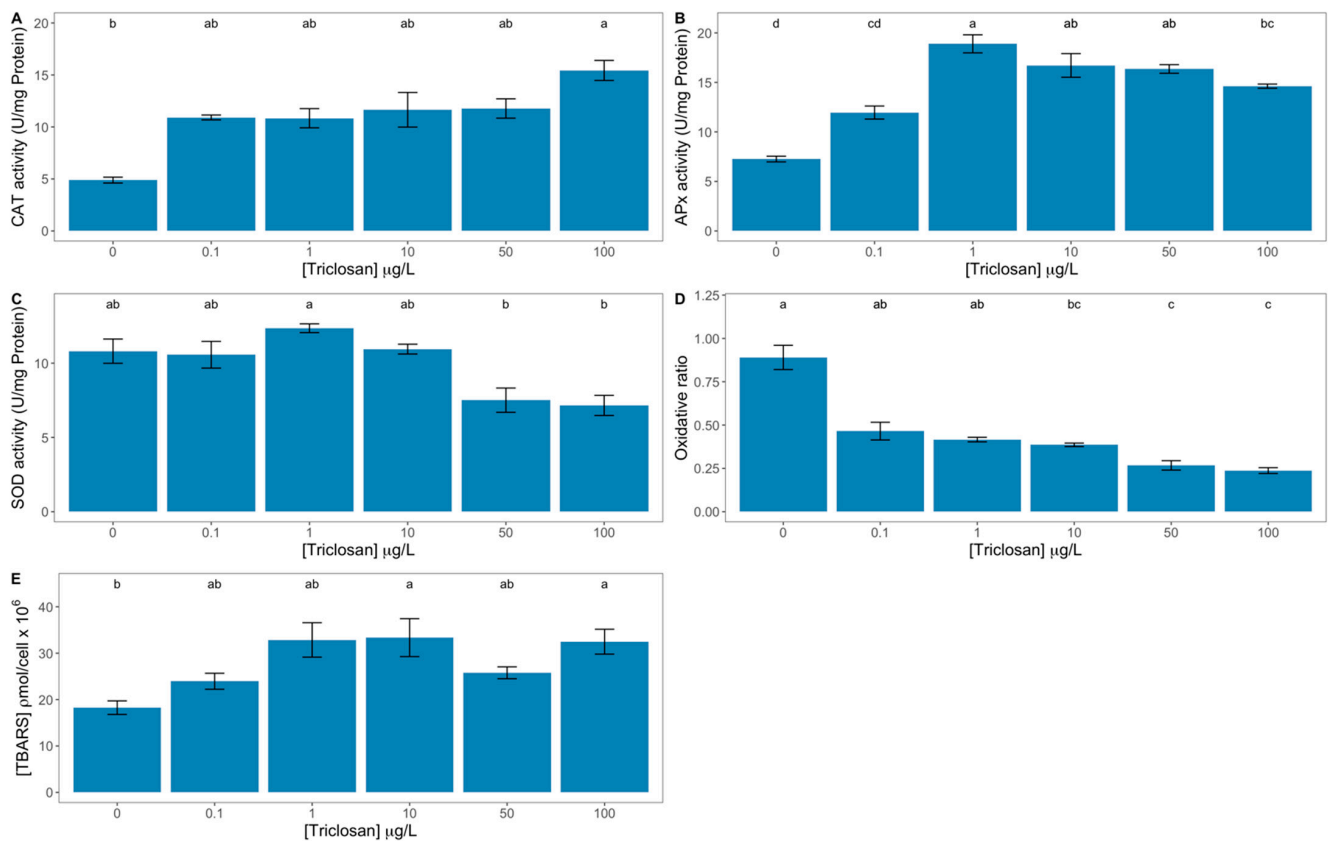 A
CAT activity (U/mg Protein)
20
15
10
5
0
b ab ab ab ab a
0 0.1 1 10 50 100
[Triclosan] μg/L
B
APx activity (U/mg Protein)
20
15
10
5
0
d cd a ab ab bc
0 0.1 1 10 50 100
[Triclosan] μg/L
C
SOD activity (U/mg Protein)
10
5
0
ab ab a ab b b
0 0.1 1 10 50 100
[Triclosan] μg/L
D
Oxidative ratio
1.25
1.00
0.75
0.50
0.25
0.00
a ab ab bc c c
0 0.1 1 10 50 100
[Triclosan] μg/L
E
[TBARS] ρmol/cell x 10⁶
40
30
20
10
0
b ab ab a ab a
0 0.1 1 10 50 100
[Triclosan] μg/L